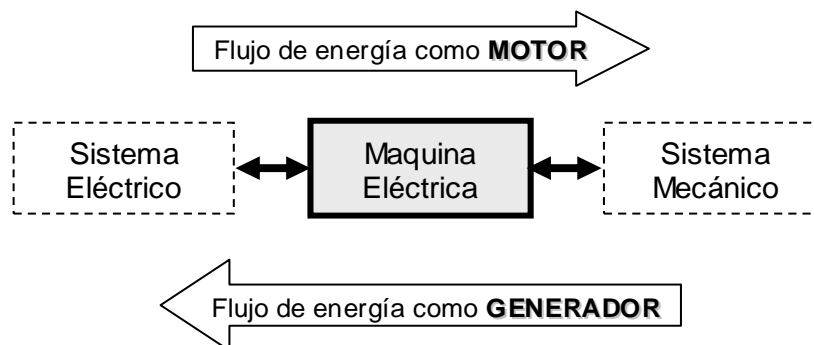 Flujo de energía como MOTOR
Sistema
Eléctrico
Maquina
Eléctrica
Sistema
Mecánico
Flujo de energía como GENERADOR